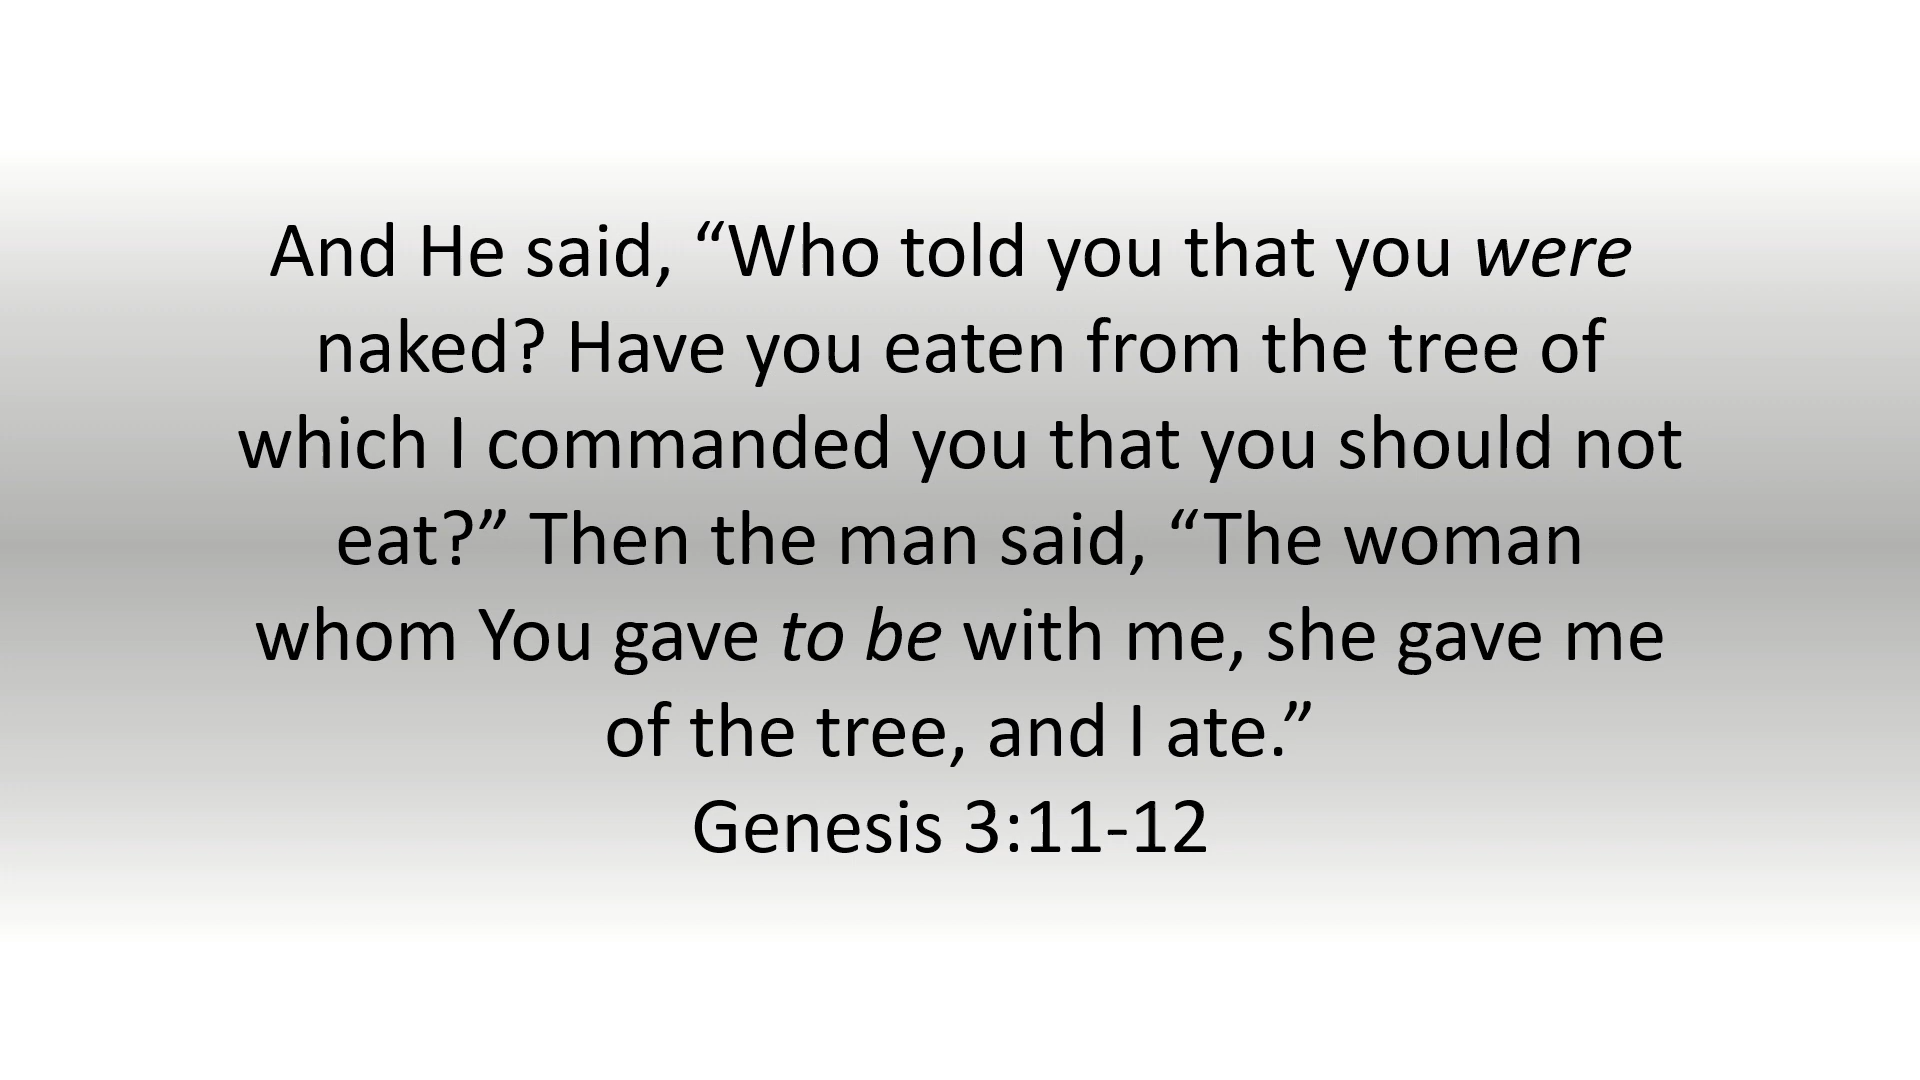 And He said, “Who told you that you were
naked? Have you eaten from the tree of
which I commanded you that you should not
eat?” Then the man said, “The woman
whom You gave to be with me, she gave me
of the tree, and I ate.”
Genesis 3:11-12